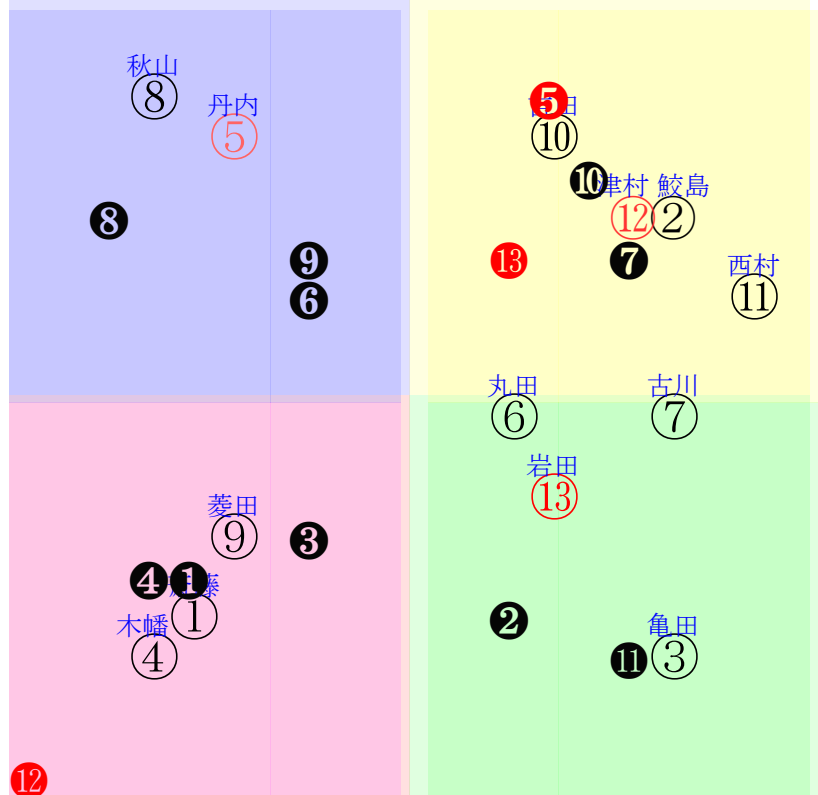 秋山
⑧
丹内
⑤
❽
❾
❻
❺
田
⑩
❿
津村
鮫島
⑫
②
⓭
❼
西村
⑪
丸田
古川
⑥
⑦
岩田
⑬
菱田
⑨
❸
❹
❶
藤
①
木幡
④
❷
亀田
③
⓫
⓬